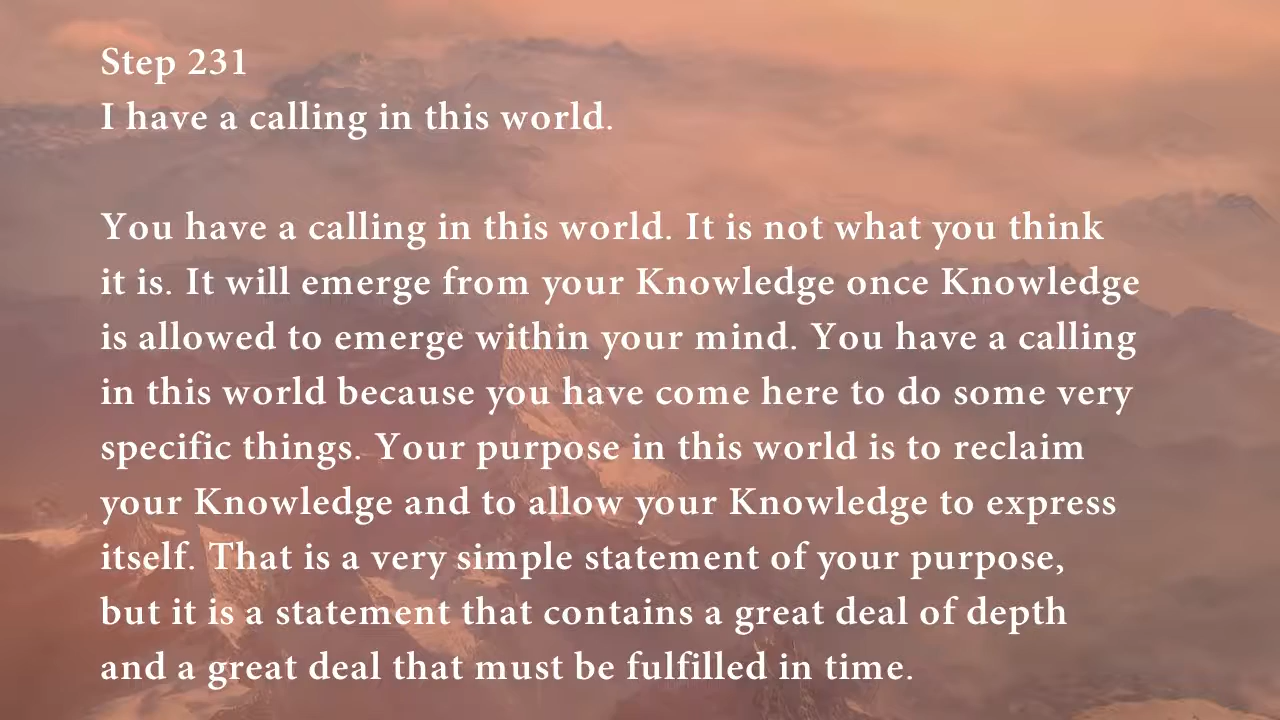 Step 231
I have a calling in this world.
You have a calling in this world. It is not what you think
it is. It will emerge from your Knowledge once Knowledge
is allowed to emerge within your mind. You have a calling
in this world because you have come here to do some very
specific things. Your purpose in this world is to reclaim
your Knowledge and to allow your Knowledge to express
itself. That is a very simple statement of your purpose,
but it is a statement that contains a great deal of depth
and a great deal that must be fulfilled in time.